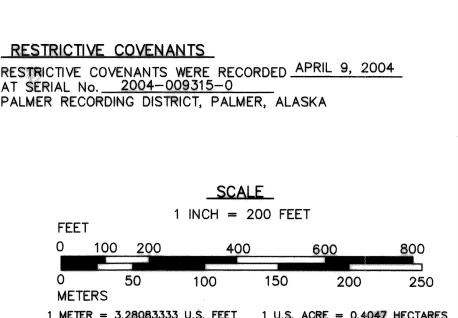 RESTRICTIVE COVENANTS
RESTRICTIVE COVENANTS WERE RECORDED APRIL 9, 2004
AT SERIAL No. 2004-009315-0
PALMER RECORDING DISTRICT, PALMER, ALASKA
SCALE
1 INCH = 200 FEET
FEET
0 100 200 400 600 800
0 50 100 150 200 250
METERS
1 METER = 3.28083333 U.S. FEET 1 U.S. ACRE = 0.4047 HECTARES